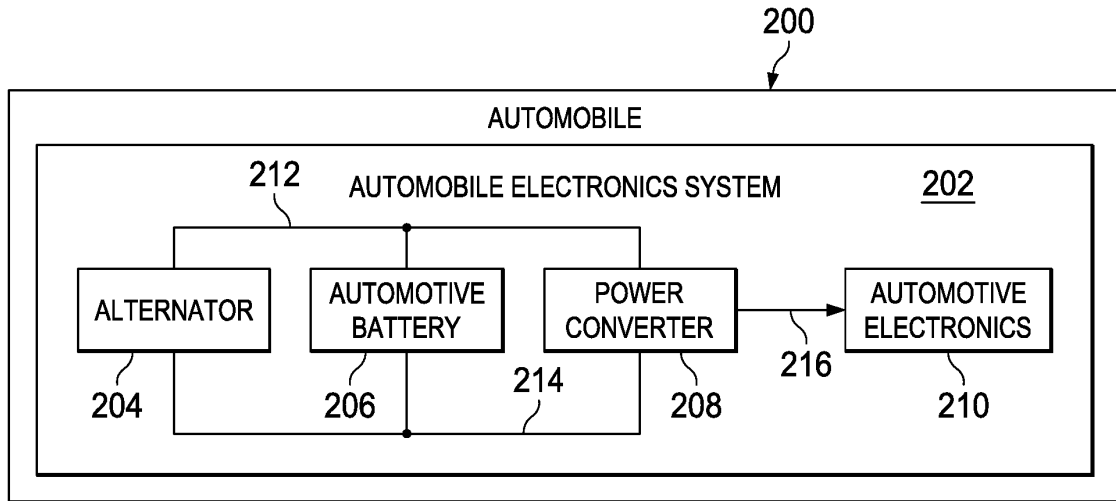 200
AUTOMOBILE
212
AUTOMOBILE ELECTRONICS SYSTEM
202
ALTERNATOR
AUTOMOTIVE
BATTERY
POWER
CONVERTER
AUTOMOTIVE
ELECTRONICS
204
206
214
208
216
210